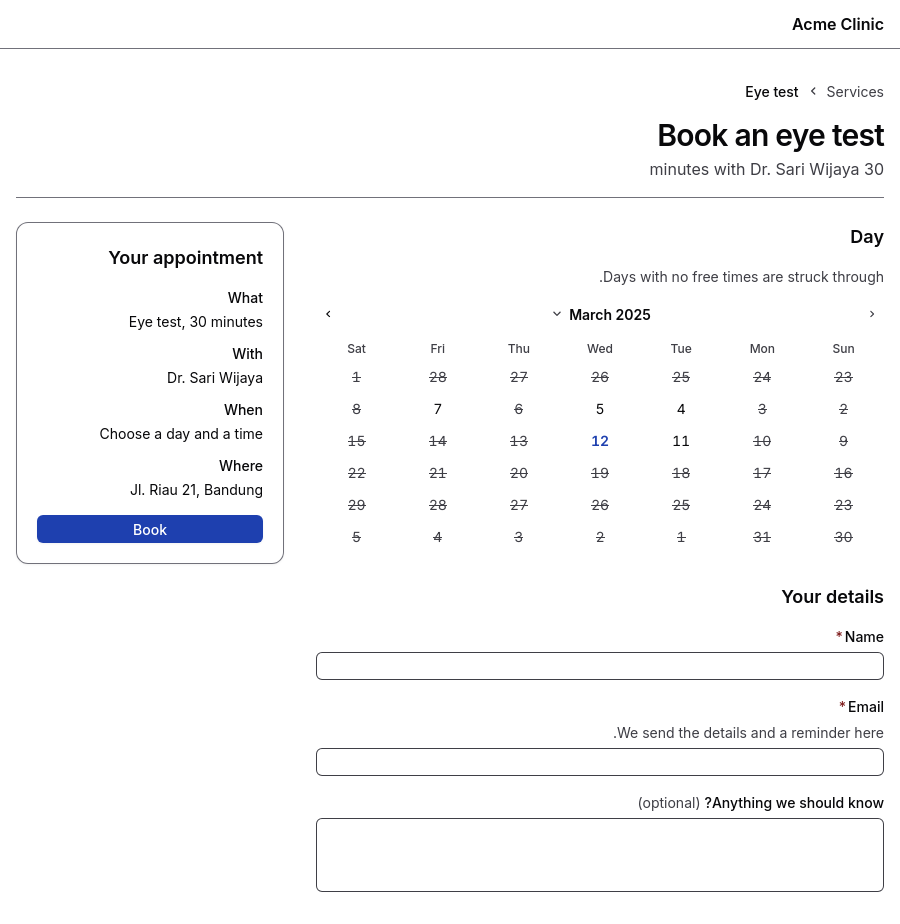 Acme Clinic
Eye test Services
Book an eye test
minutes with Dr. Sari Wijaya 30
Day
.Days with no free times are struck through
March 2025
Sat Fri Thu Wed Tue Mon Sun
1 28 27 26 25 24 23
8 7 6 5 4 3 2
15 14 13 12 11 10 9
22 21 20 19 18 17 16
29 28 27 26 25 24 23
5 4 3 2 1 31 30
Your details
*Name
*Email
.We send the details and a reminder here
(optional) ?Anything we should know
Your appointment
What
Eye test, 30 minutes
With
Dr. Sari Wijaya
When
Choose a day and a time
Where
Jl. Riau 21, Bandung
Book